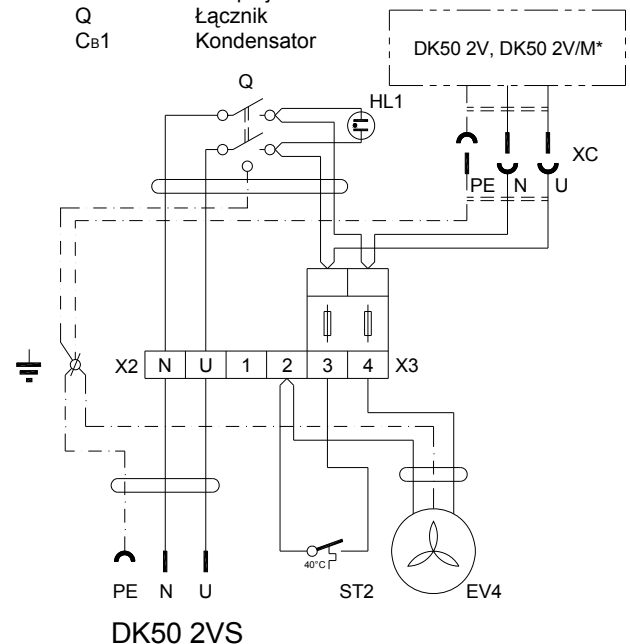 Q Łącznik
CB1 Kondensator
DK50 2V, DK50 2V/M*
Q
HL1
XC
PE N U
X2 N U 1 2 3 4 X3
40°C
ST2
EV4
PE N U
DK50 2VS